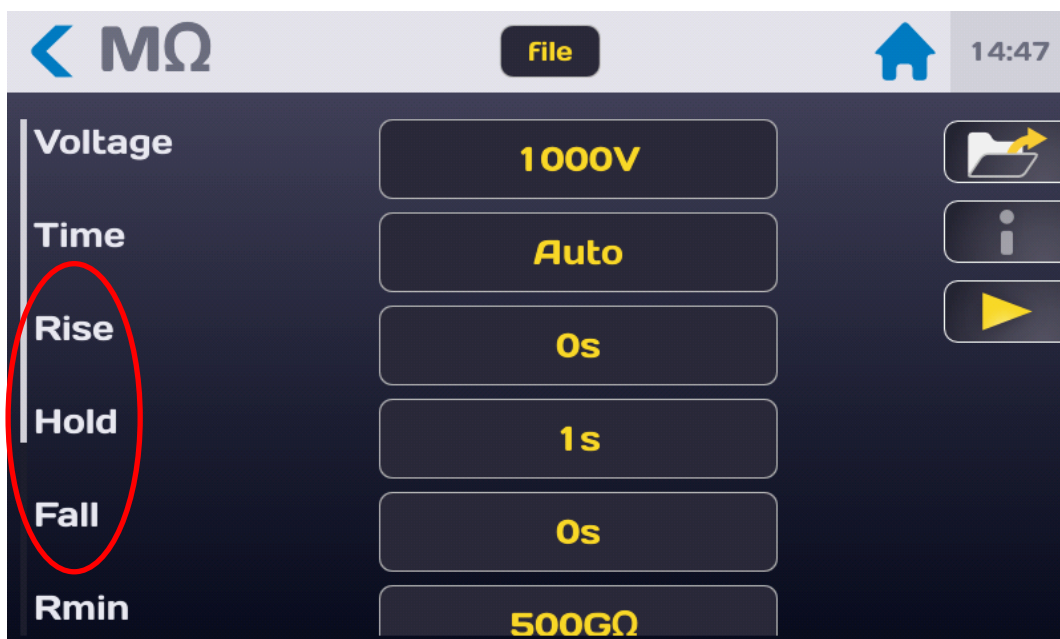 MΩ File 14:47
Voltage 1000V
Time Auto
Rise 0s
Hold 1s
Fall 0s
Rmin 500GΩ